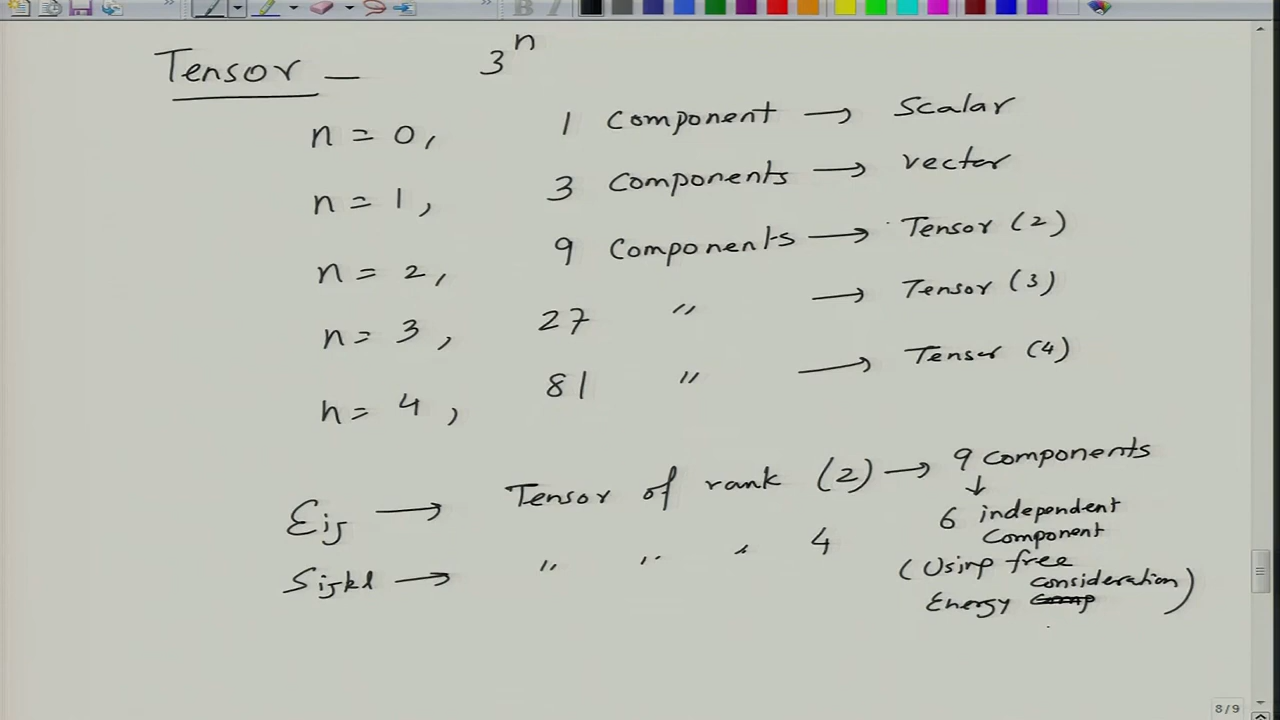 Tensor — 3^n
n = 0, 1 Component → Scalar
n = 1, 3 Components → vector
n = 2, 9 Components → Tensor (2)
n = 3, 27 〃 → Tensor (3)
n = 4, 81 〃 → Tensor (4)
Eij → Tensor of rank (2) → 9 components
↓
6 independent
Component
Sijkl → 〃 〃 〃 4
(Using free
Energy consideration)
8/9